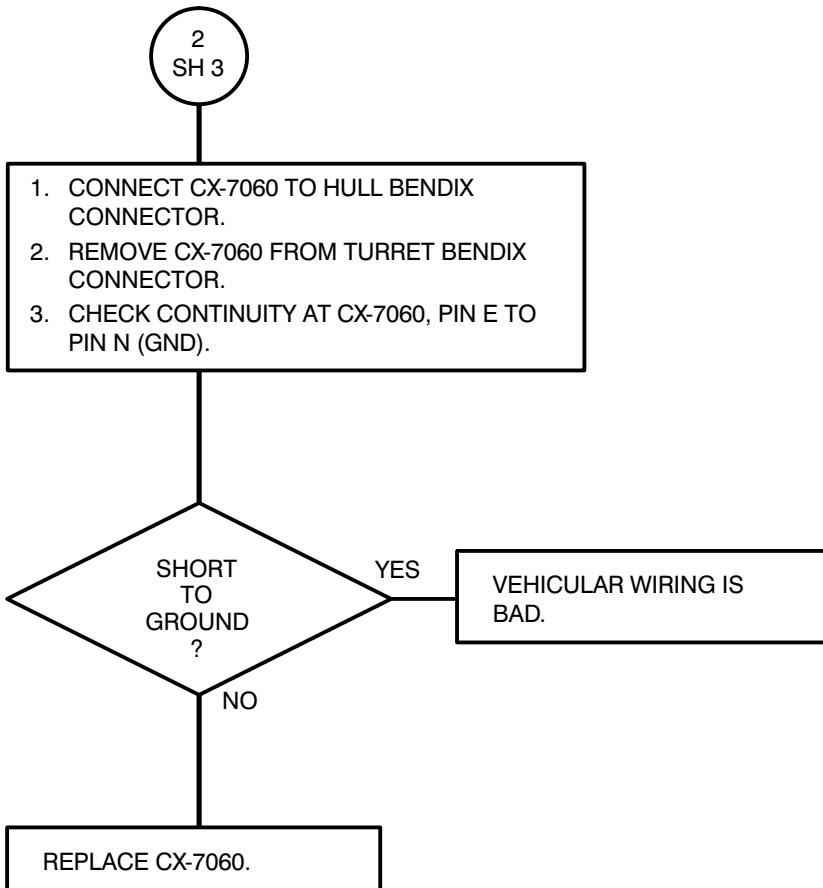 2
SH 3
1. CONNECT CX-7060 TO HULL BENDIX
CONNECTOR.
2. REMOVE CX-7060 FROM TURRET BENDIX
CONNECTOR.
3. CHECK CONTINUITY AT CX-7060, PIN E TO
PIN N (GND).
SHORT
TO
GROUND
?
YES
VEHICULAR WIRING IS
BAD.
NO
REPLACE CX-7060.